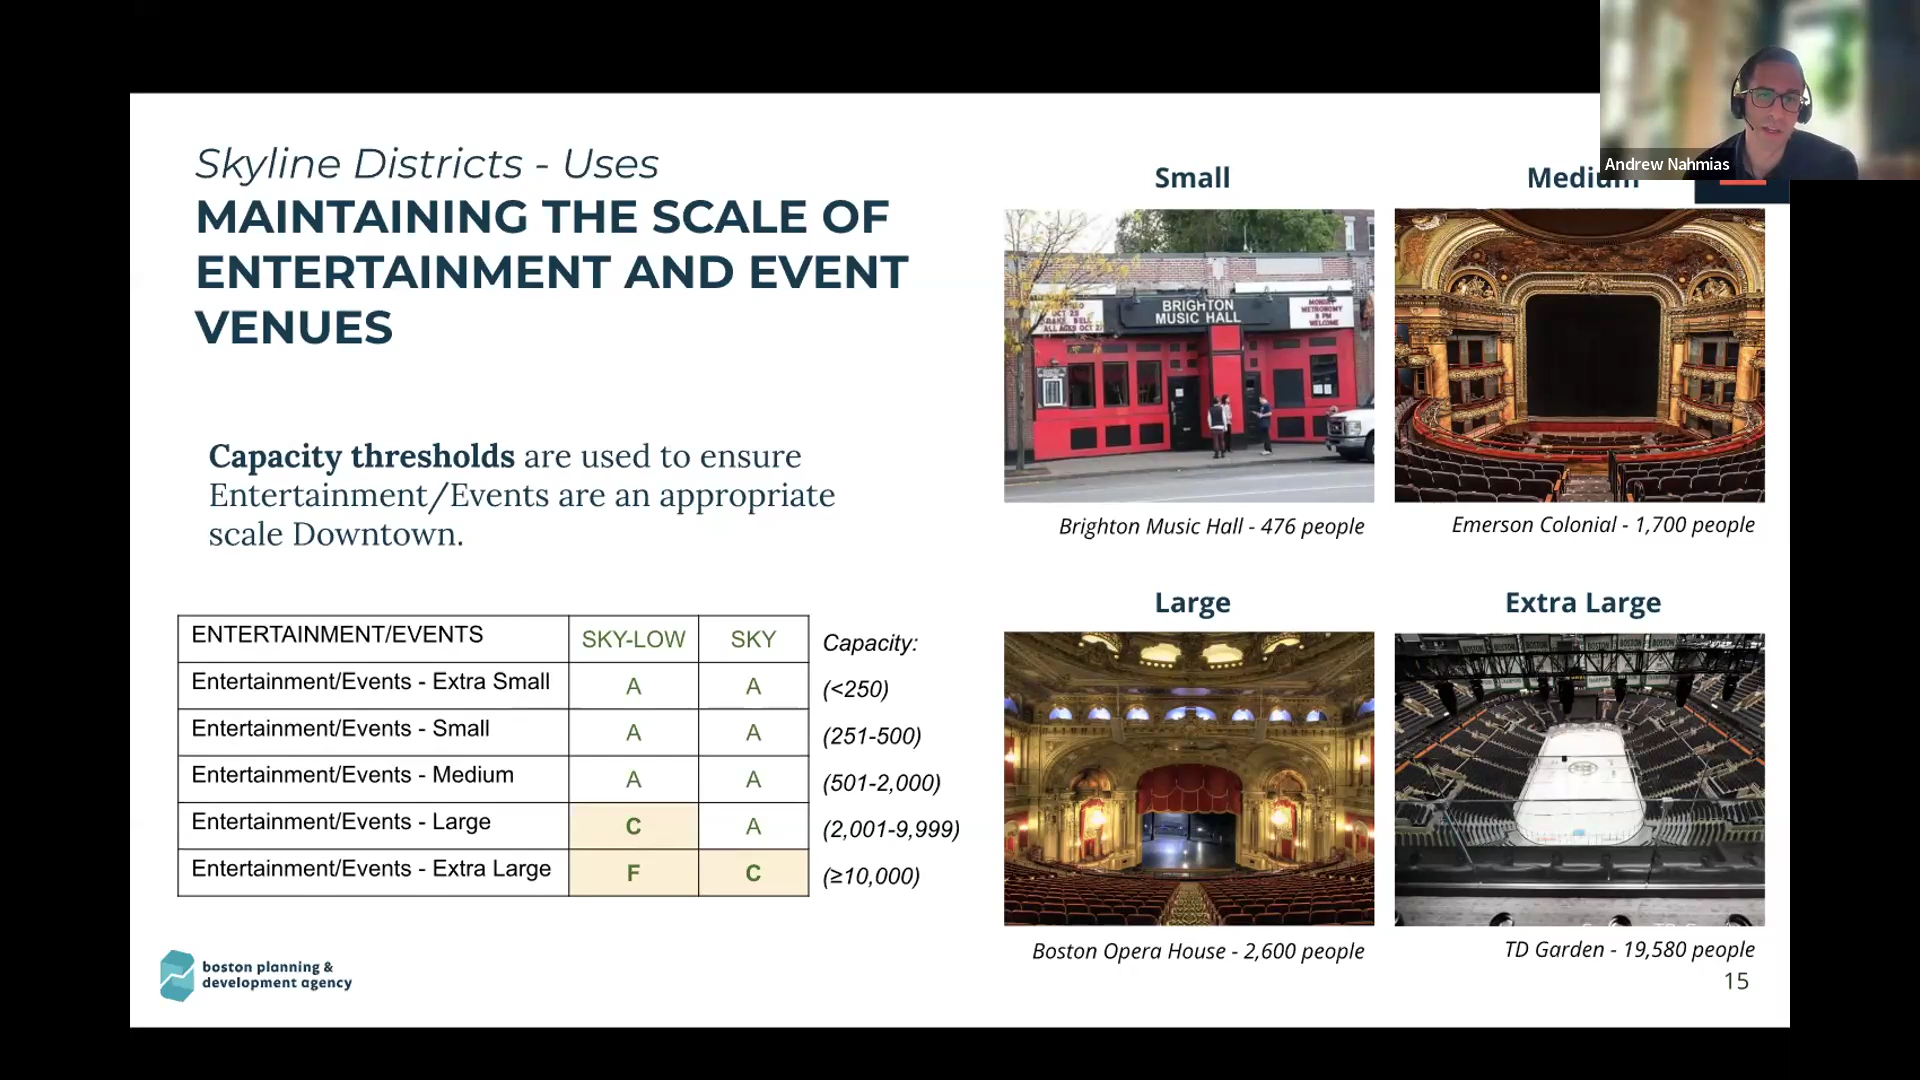 Andrew Nahmias
Skyline Districts - Uses
MAINTAINING THE SCALE OF
ENTERTAINMENT AND EVENT
VENUES
Capacity thresholds are used to ensure
Entertainment/Events are an appropriate
scale Downtown.
ENTERTAINMENT/EVENTS SKY-LOW SKY Capacity:
Entertainment/Events - Extra Small A A (<250)
Entertainment/Events - Small A A (251-500)
Entertainment/Events - Medium A A (501-2,000)
Entertainment/Events - Large C A (2,001-9,999)
Entertainment/Events - Extra Large F C (≥10,000)
Small
BRIGHTON
MUSIC HALL
Brighton Music Hall - 476 people
Medium
Emerson Colonial - 1,700 people
Large
Boston Opera House - 2,600 people
Extra Large
TD Garden - 19,580 people
boston planning &
development agency
15